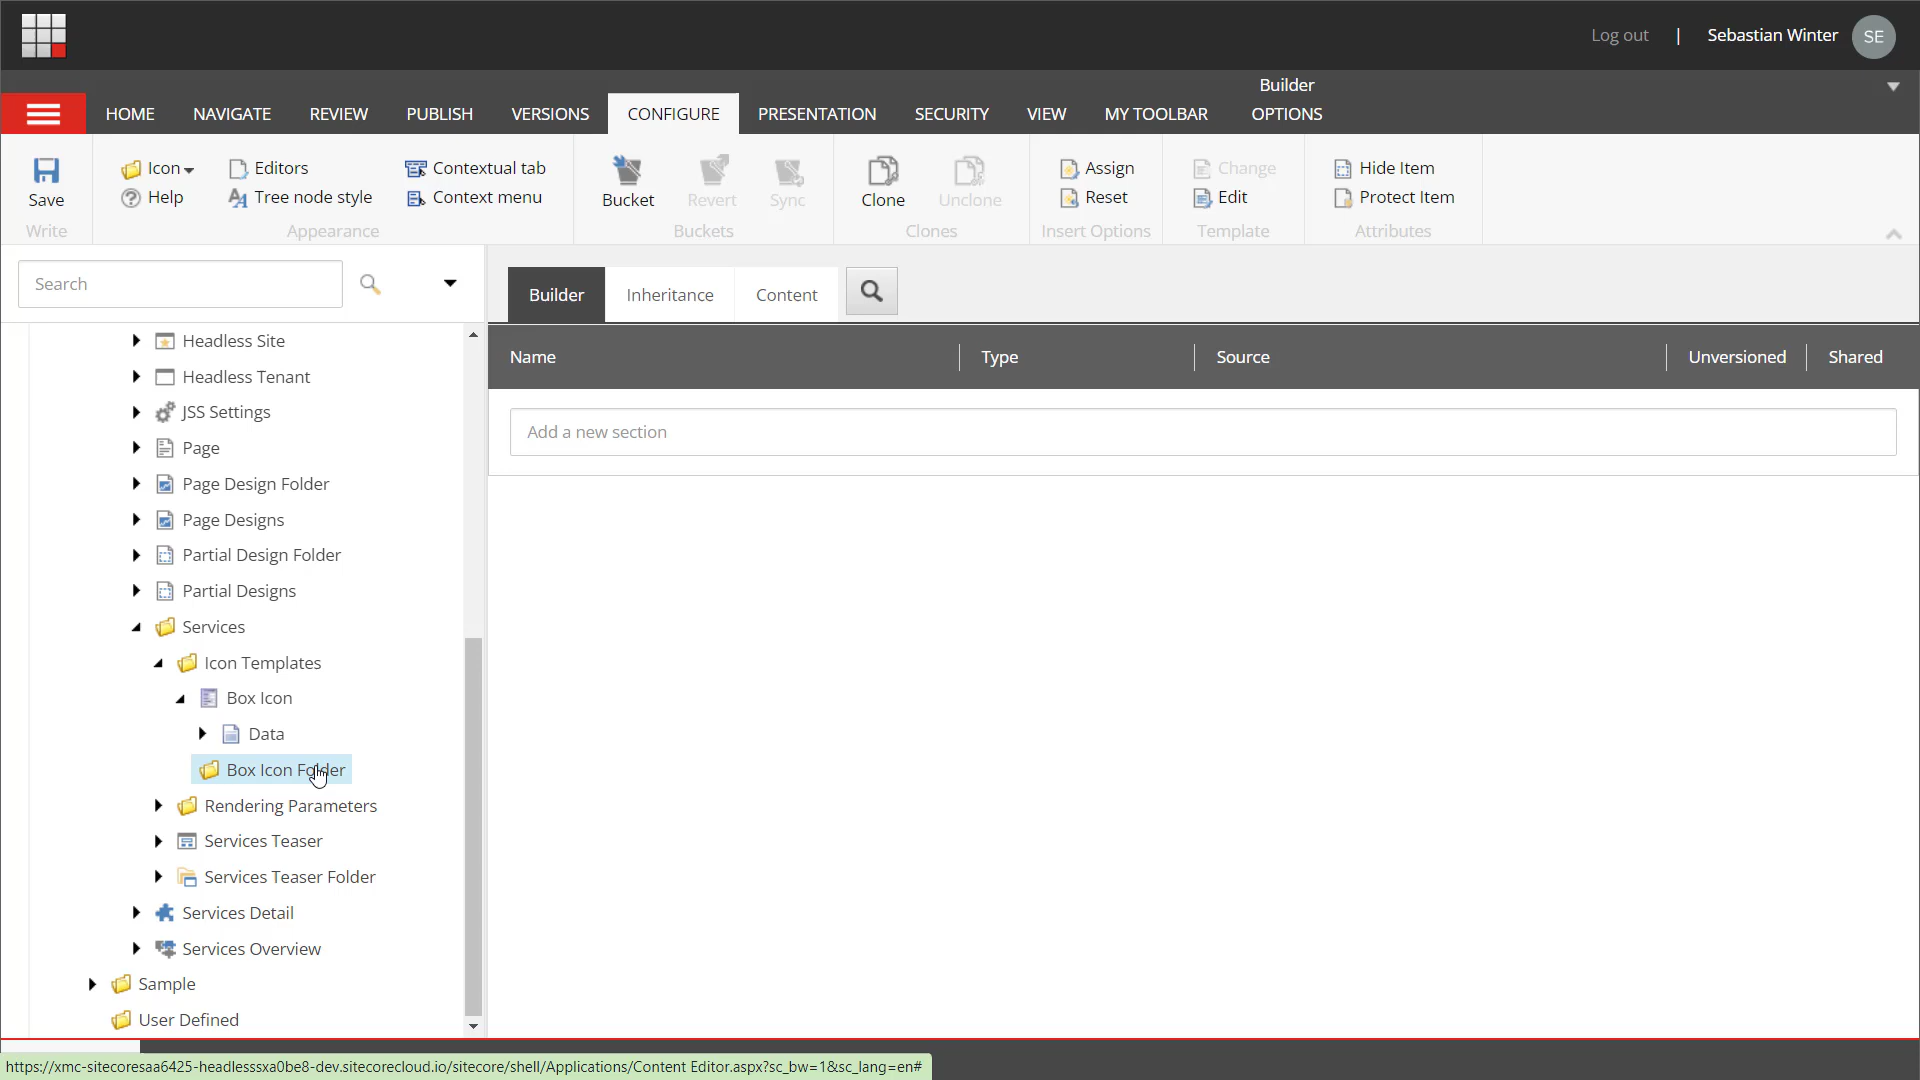 Log out | Sebastian Winter SE
Builder
HOME NAVIGATE REVIEW PUBLISH VERSIONS CONFIGURE PRESENTATION SECURITY VIEW MY TOOLBAR OPTIONS
Icon Editors Contextual tab Assign Change Hide Item
Save Help Tree node style Context menu Bucket Revert Sync Clone Unclone Reset Edit Protect Item
Write Appearance Buckets Clones Insert Options Template Attributes
Search
Builder Inheritance Content
Name Type Source Unversioned Shared
Add a new section
Headless Site
Headless Tenant
JSS Settings
Page
Page Design Folder
Page Designs
Partial Design Folder
Partial Designs
Services
Icon Templates
Box Icon
Data
Box Icon Folder
Rendering Parameters
Services Teaser
Services Teaser Folder
Services Detail
Services Overview
Sample
User Defined
https://xmc-sitecoresaa6425-headlesssxa0be8-dev.sitecorecloud.io/sitecore/shell/Applications/Content Editor.aspx?sc_bw=1&sc_lang=en#